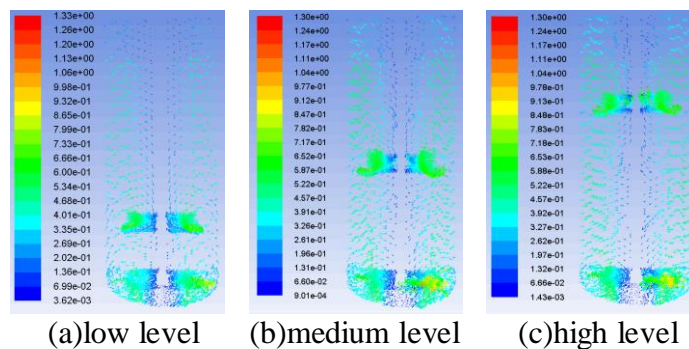 1.33e+00
1.26e+00
1.20e+00
1.13e+00
1.06e+00
9.98e-01
9.32e-01
8.65e-01
7.99e-01
7.33e-01
6.66e-01
6.00e-01
5.34e-01
4.68e-01
4.01e-01
3.35e-01
2.69e-01
2.02e-01
1.36e-01
6.99e-02
3.62e-03
1.30e+00
1.24e+00
1.17e+00
1.11e+00
1.04e+00
9.77e-01
9.12e-01
8.47e-01
7.82e-01
7.17e-01
6.52e-01
5.87e-01
5.22e-01
4.57e-01
3.91e-01
3.26e-01
2.61e-01
1.96e-01
1.31e-01
6.60e-02
9.01e-04
1.30e+00
1.24e+00
1.17e+00
1.11e+00
1.04e+00
9.78e-01
9.13e-01
8.48e-01
7.83e-01
7.18e-01
6.53e-01
5.88e-01
5.22e-01
4.57e-01
3.92e-01
3.27e-01
2.62e-01
1.97e-01
1.32e-01
6.66e-02
1.43e-03
(a)low level
(b)medium level
(c)high level